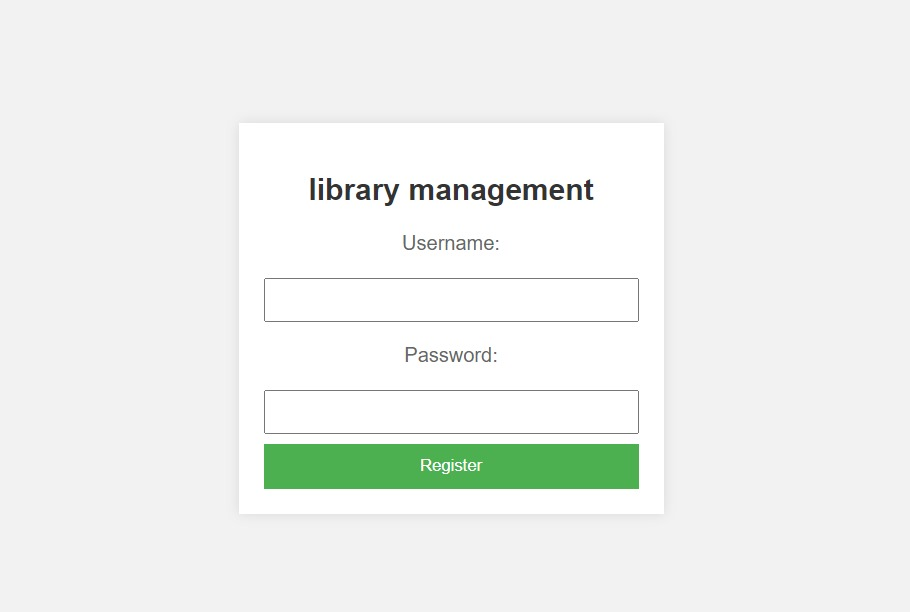 library management
Username:
Password:
Register